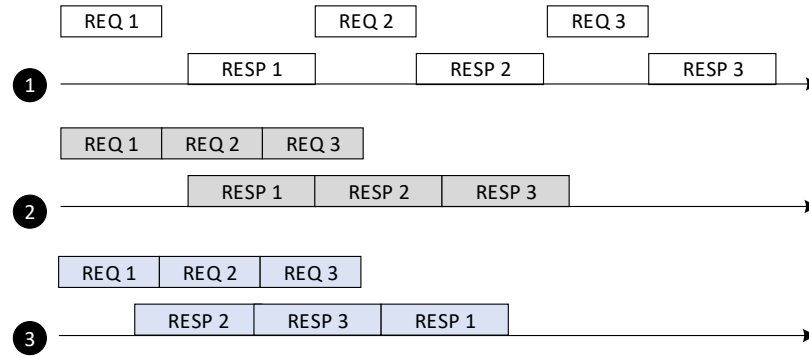 REQ 1 REQ 2 REQ 3
RESP 1 RESP 2 RESP 3
1
REQ 1 REQ 2 REQ 3
RESP 1 RESP 2 RESP 3
2
REQ 1 REQ 2 REQ 3
RESP 2 RESP 3 RESP 1
3